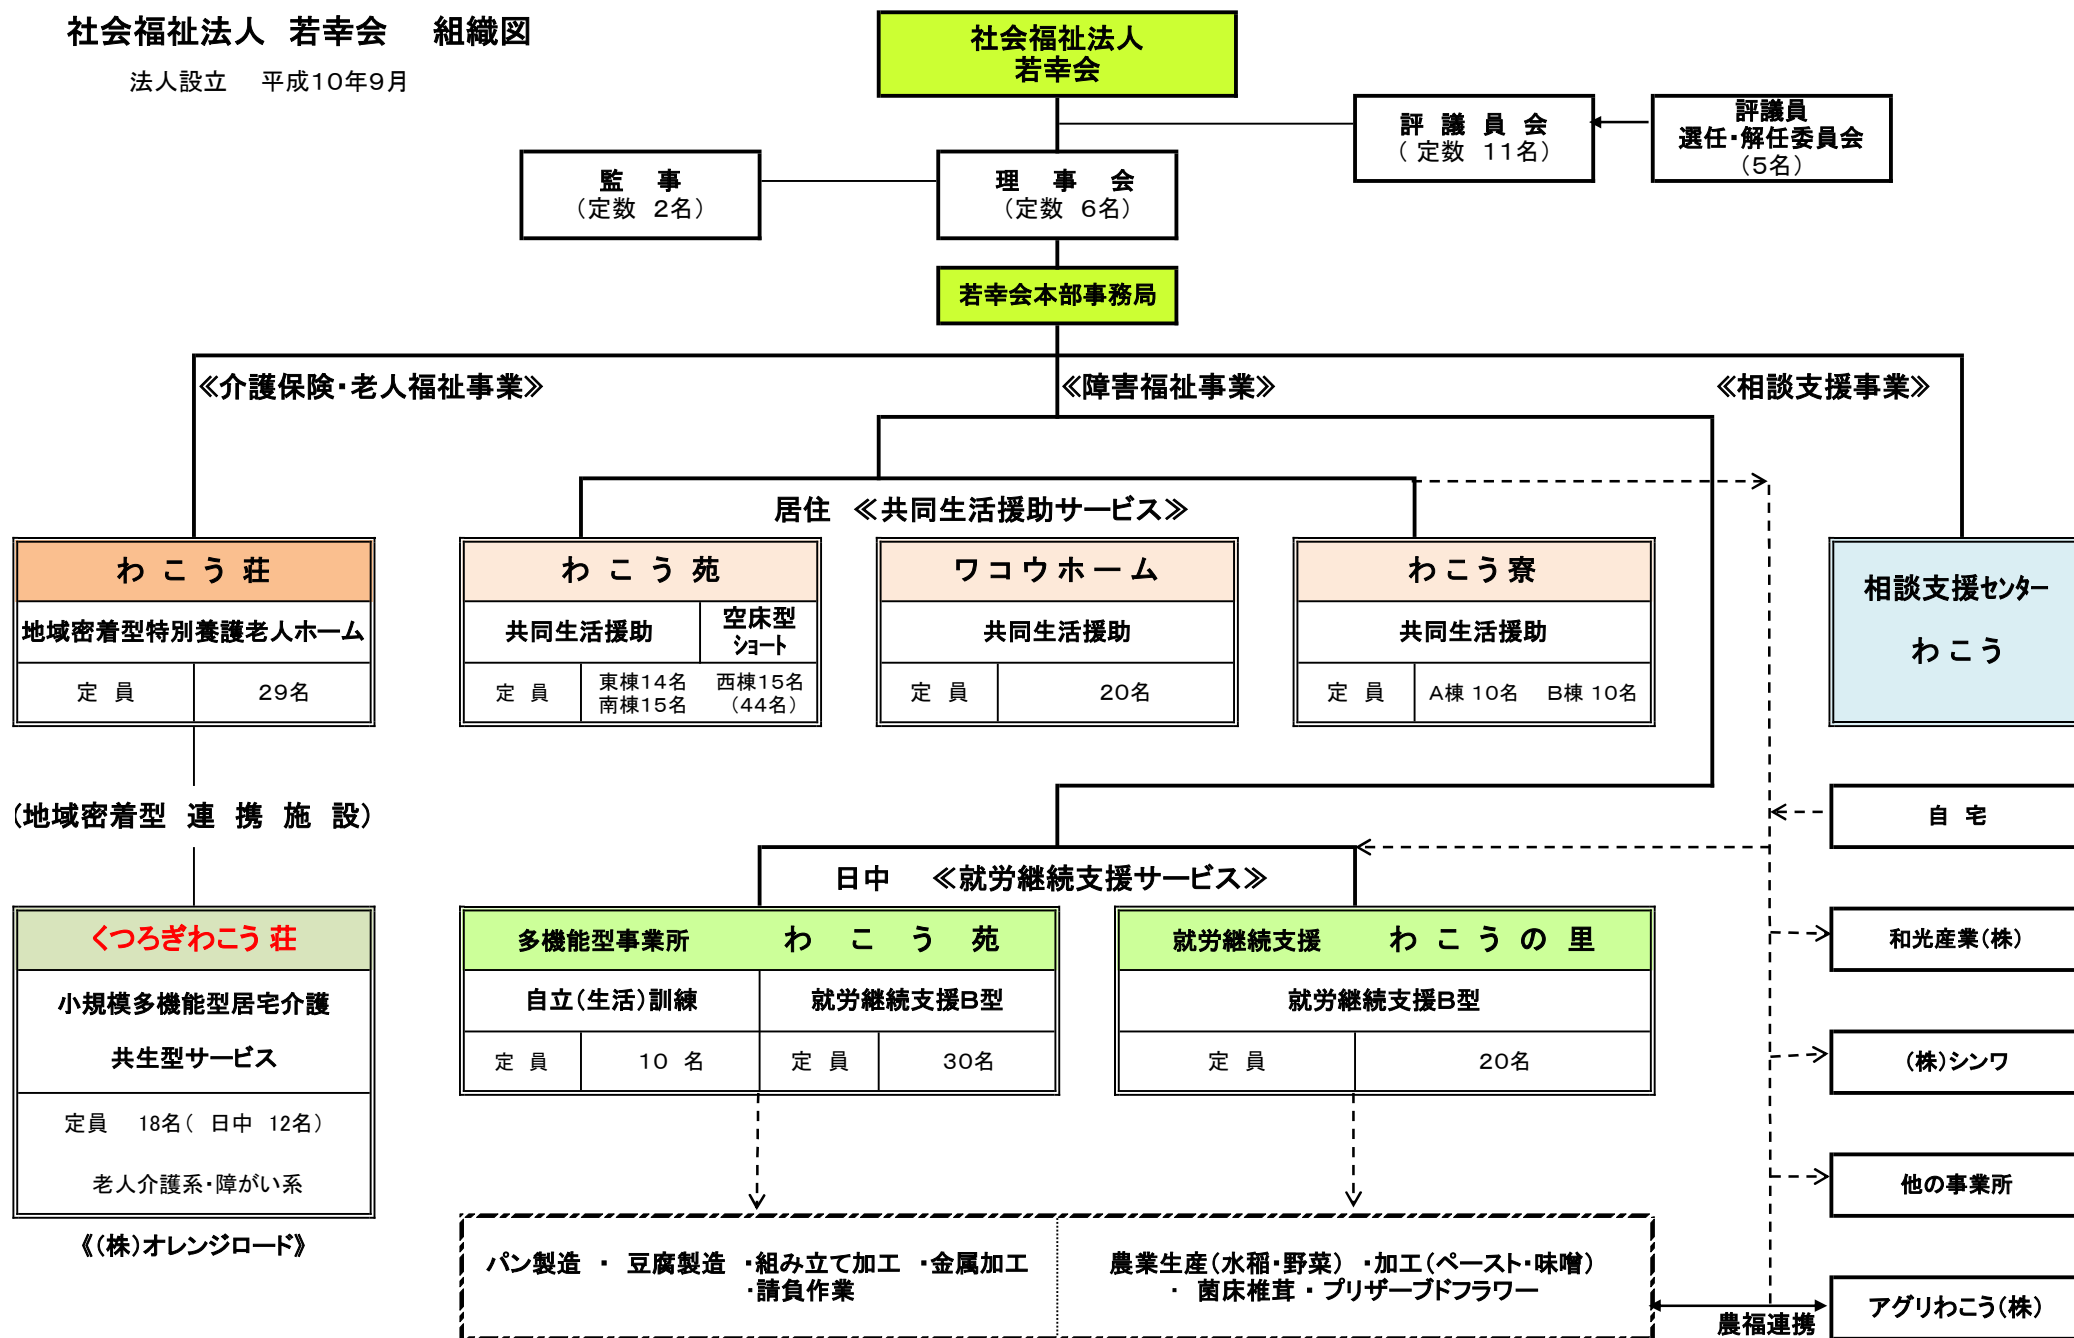 社会福祉法人 若幸会 組織図
法人設立 平成10年9月
社会福祉法人
若幸会
評議員会
(定数 11名)
評議員
選任・解任委員会
(5名)
監事
(定数 2名)
理事会
(定数 6名)
若幸会本部事務局
≪介護保険・老人福祉事業≫
≪障害福祉事業≫
≪相談支援事業≫
居住 ≪共同生活援助サービス≫
わこう荘
地域密着型特別養護老人ホーム
定員 29名
わこう苑
共同生活援助
空床型
ショート
定員
東棟14名 西棟15名
南棟15名 (44名)
ワコウホーム
共同生活援助
定員 20名
わこう寮
共同生活援助
定員 A棟 10名 B棟 10名
相談支援センター
わこう
(地域密着型 連携施設)
自宅
日中 ≪就労継続支援サービス≫
くつろぎわこう荘
小規模多機能型居宅介護
共生型サービス
定員 18名( 日中 12名)
老人介護系・障がい系
《(株)オレンジロード》
多機能型事業所 わこう苑
自立(生活)訓練 就労継続支援B型
定員 10名 定員 30名
就労継続支援 わこうの里
就労継続支援B型
定員 20名
和光産業(株)
(株)シンワ
他の事業所
パン製造 ・ 豆腐製造 ・組み立て加工 ・金属加工
・請負作業
農業生産(水稲・野菜) ・加工(ペースト・味噌)
・ 菌床椎茸 ・ プリザーブドフラワー
アグリわこう(株)
農福連携